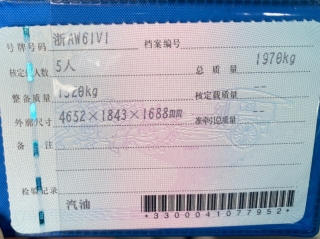 号牌号码 浙AW61V1 档案编号
核定人数 5人 总质量 1970kg
整备质量 1520kg 核定载质量 --
外廓尺寸 4652×1843×1688mm 准牵引总质量 --
备注
检验记录
汽油
*3300041077952*